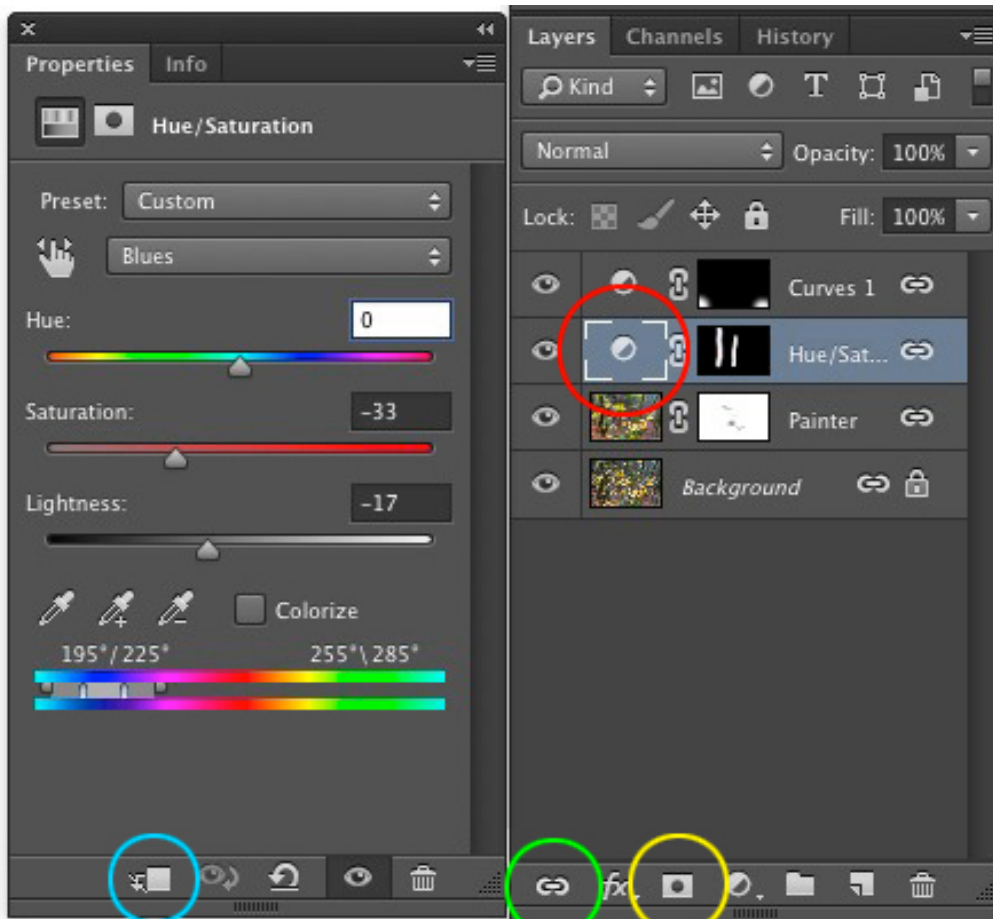 Properties Info
Hue/Saturation
Preset: Custom
Blues
Hue: 0
Saturation: -33
Lightness: -17
Colorize
195°/225° 255°\285°
Layers Channels History
Kind T
Normal Opacity: 100%
Lock: Fill: 100%
Curves 1
Hue/Sat...
Painter
Background
fx